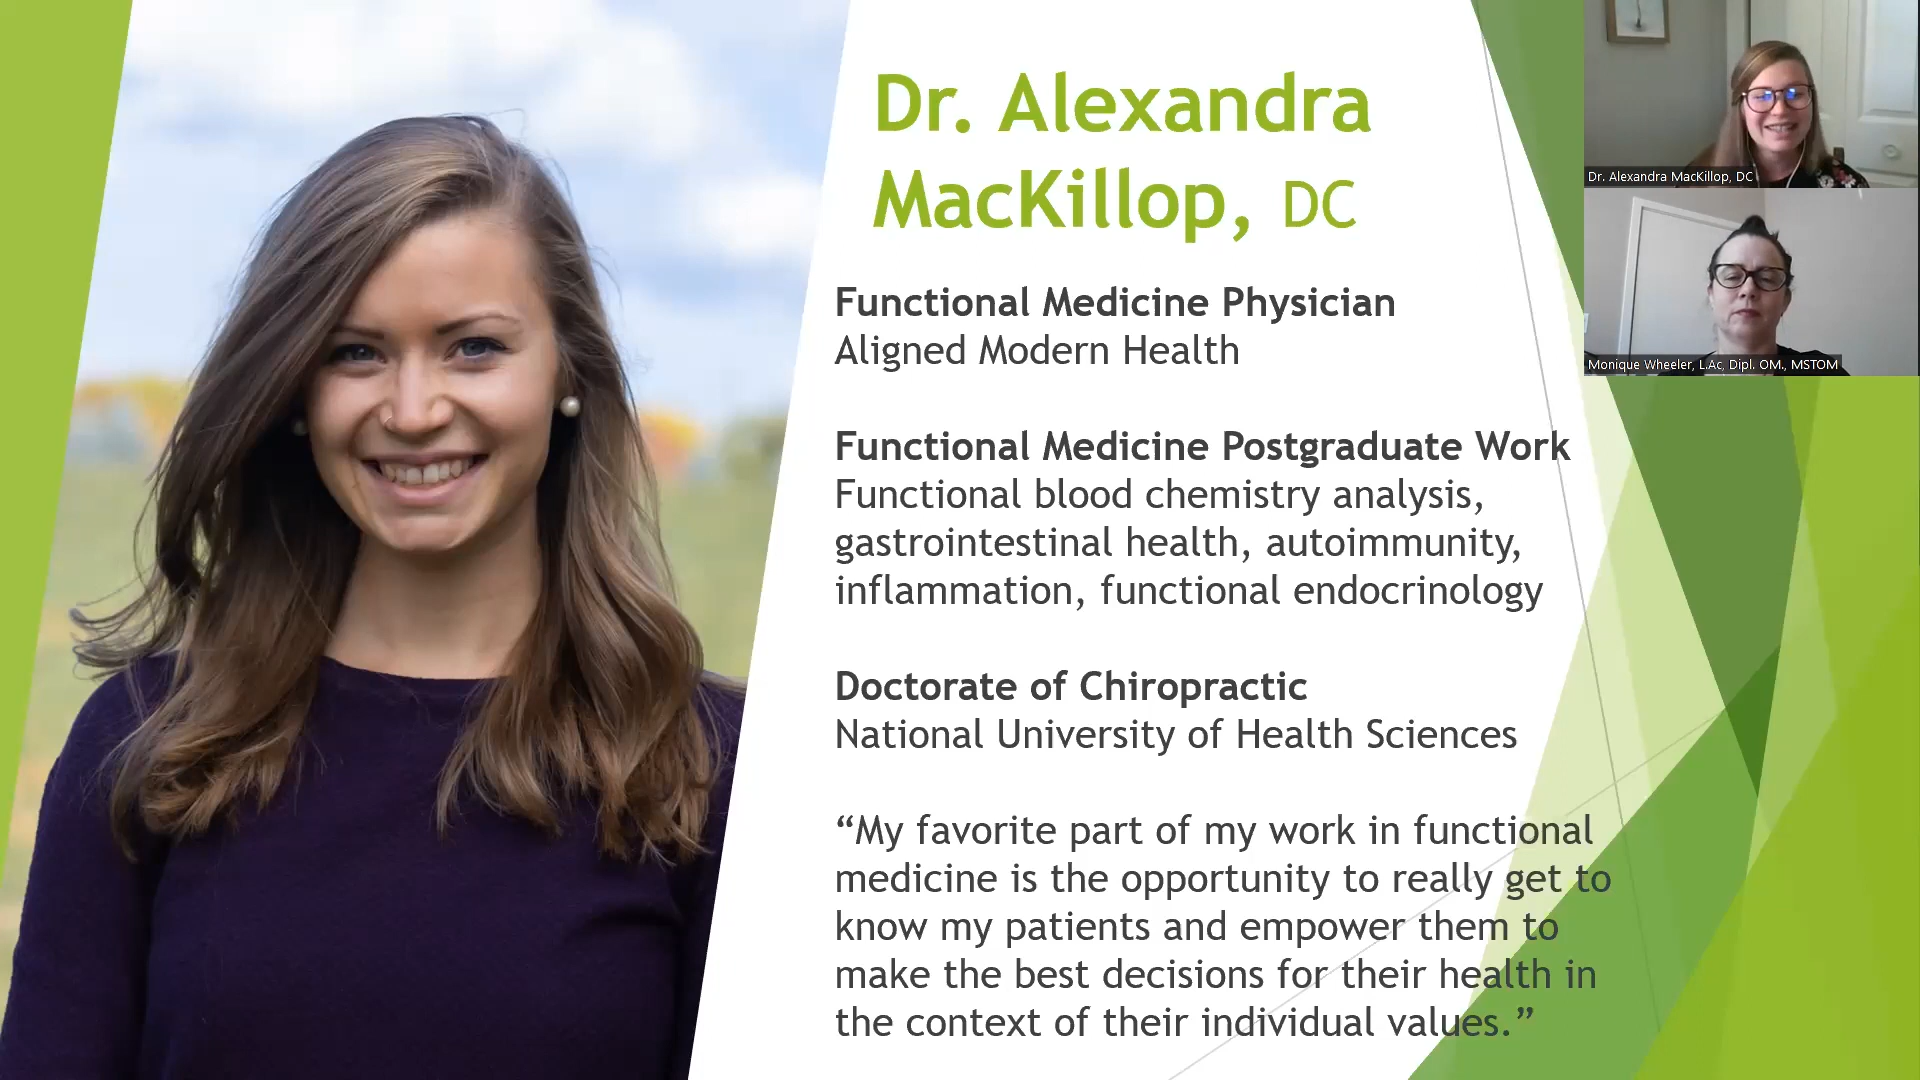 Dr. Alexandra
MacKillop, DC
Functional Medicine Physician
Aligned Modern Health
Functional Medicine Postgraduate Work
Functional blood chemistry analysis,
gastrointestinal health, autoimmunity,
inflammation, functional endocrinology
Doctorate of Chiropractic
National University of Health Sciences
“My favorite part of my work in functional
medicine is the opportunity to really get to
know my patients and empower them to
make the best decisions for their health in
the context of their individual values.”
Dr. Alexandra MacKillop, DC
Monique Wheeler, L.Ac, Dipl. OM., MSTOM